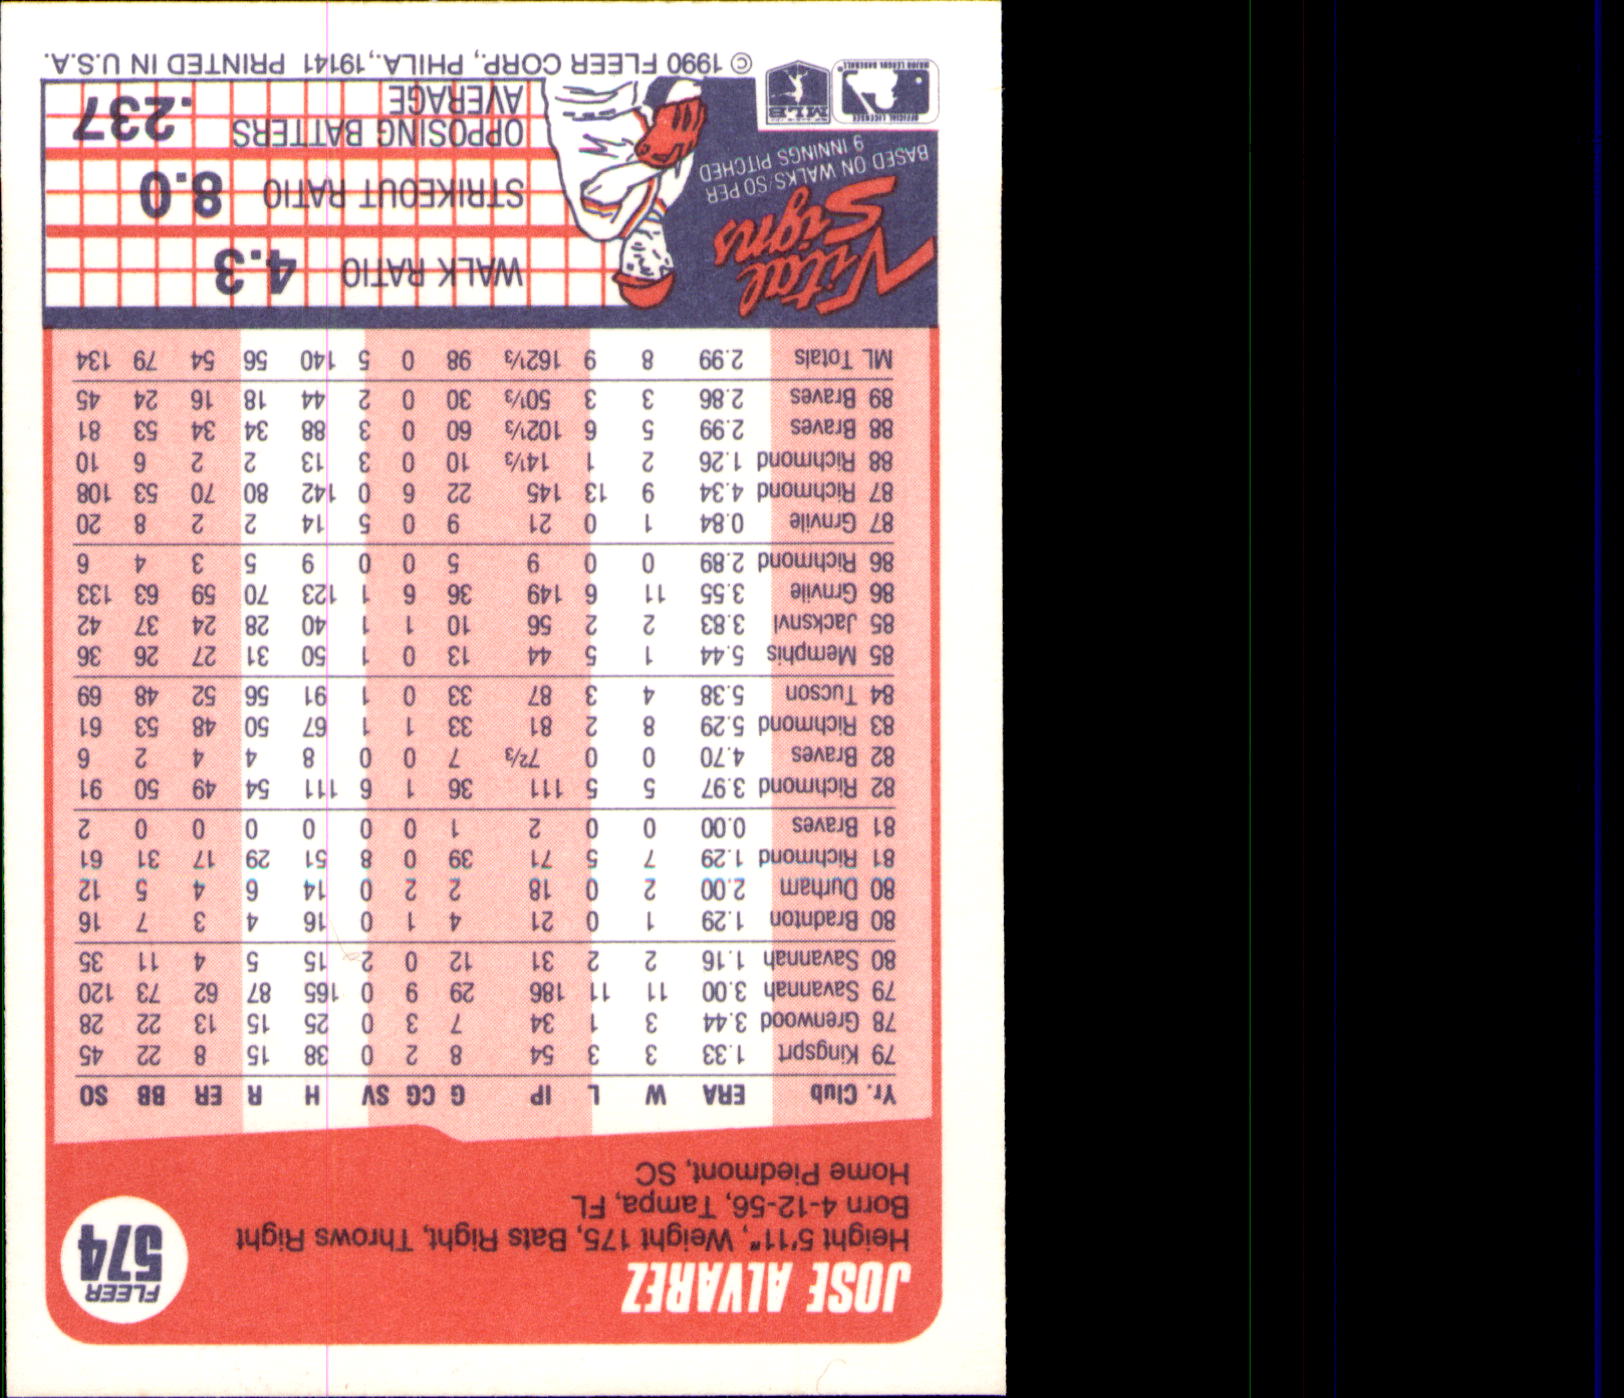 JOSE ALVAREZ
Height 5'11", Weight 175, Bats Right, Throws Right
Born 4-12-56, Tampa, FL
Home Piedmont, SC
FLEER
574
Yr. Club ERA W L IP G CG SV H R ER BB SO
79 Kingsprt 1.33 3 3 54 8 2 0 38 15 8 22 45
78 Grenwood 3.44 3 1 34 7 3 0 25 15 13 22 28
79 Savannah 3.00 11 11 186 29 9 0 165 87 62 73 120
80 Savannah 1.16 2 2 31 12 0 2 15 5 4 11 35
80 Bradnton 1.29 1 0 21 4 1 0 16 4 3 7 16
80 Durham 2.00 2 0 18 2 2 0 14 6 4 5 12
81 Richmond 1.29 7 5 71 39 0 8 51 29 17 31 61
81 Braves 0.00 0 0 2 1 0 0 0 0 0 0 2
82 Richmond 3.97 5 5 111 36 1 6 111 54 49 50 91
82 Braves 4.70 0 0 7⅔ 7 0 0 8 4 4 2 6
83 Richmond 5.29 8 2 81 33 1 1 67 50 48 53 61
84 Tucson 5.38 4 3 87 33 0 1 91 56 52 48 69
85 Memphis 5.44 1 5 44 13 0 1 50 31 27 26 36
85 Jacksnvl 3.83 2 2 56 10 1 1 40 28 24 37 42
86 Grnvile 3.55 11 6 149 36 6 1 123 70 59 63 133
86 Richmond 2.89 0 0 9 5 0 0 9 5 3 4 6
87 Grnvile 0.84 1 0 21 9 0 5 14 2 2 8 20
87 Richmond 4.34 9 13 145 22 6 0 142 80 70 53 108
88 Richmond 1.26 2 1 14⅓ 10 0 3 13 2 2 6 10
88 Braves 2.99 5 6 102⅓ 60 0 3 88 34 34 53 81
89 Braves 2.86 3 3 50⅓ 30 0 2 44 18 16 24 45
ML Totals 2.99 8 9 162⅓ 98 0 5 140 56 54 79 134
Vital
Signs
BASED ON WALKS/SO PER
9 INNINGS PITCHED
WALK RATIO 4.3
STRIKEOUT RATIO 8.0
OPPOSING BATTERS
AVERAGE .237
OFFICIAL LICENSEE
MAJOR LEAGUE BASEBALL
MLB
© 1990 FLEER CORP., PHILA., 19141 PRINTED IN U.S.A.